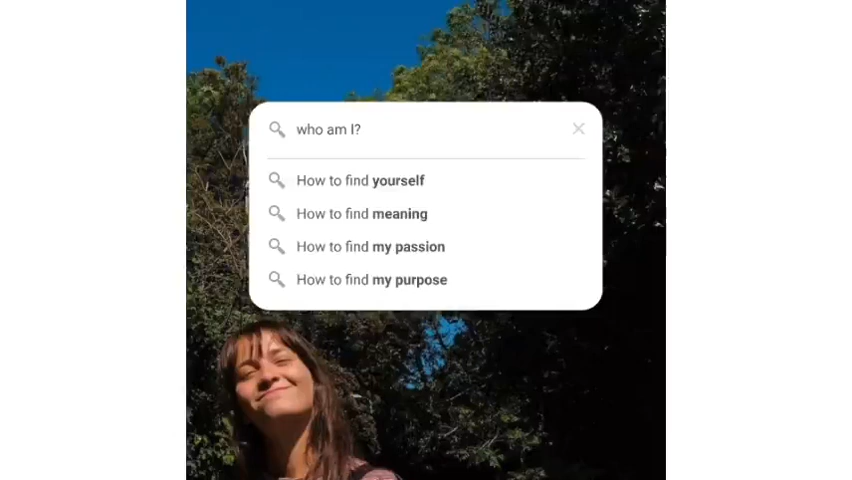 who am I?
How to find yourself
How to find meaning
How to find my passion
How to find my purpose